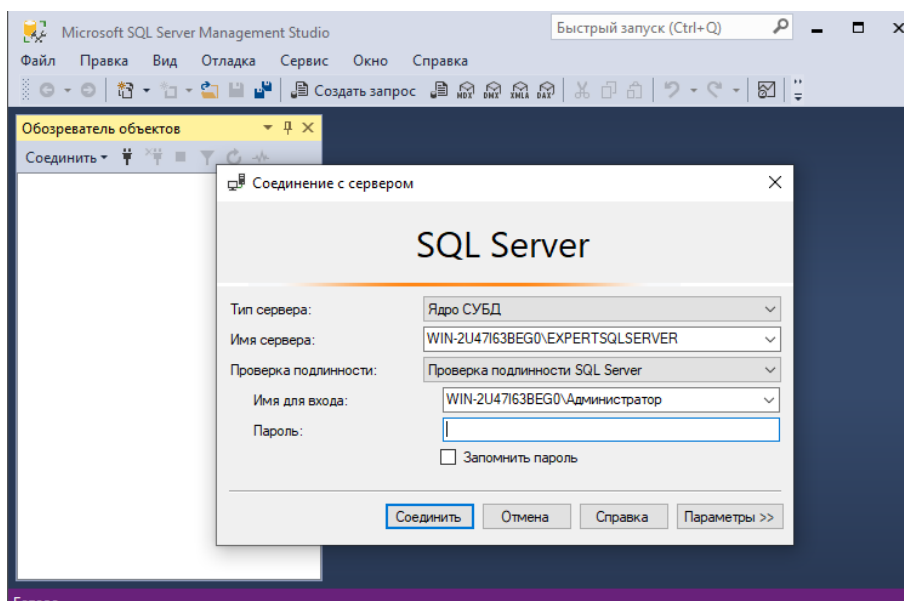 Microsoft SQL Server Management Studio
Быстрый запуск (Ctrl+Q)
Файл Правка Вид Отладка Сервис Окно Справка
Создать запрос MDX DMX XMLA DAX
Обозреватель объектов
Соединить
Соединение с сервером
SQL Server
Тип сервера: Ядро СУБД
Имя сервера: WIN-2U47I63BEG0\EXPERTSQLSERVER
Проверка подлинности: Проверка подлинности SQL Server
Имя для входа: WIN-2U47I63BEG0\Администратор
Пароль:
Запомнить пароль
Соединить Отмена Справка Параметры >>